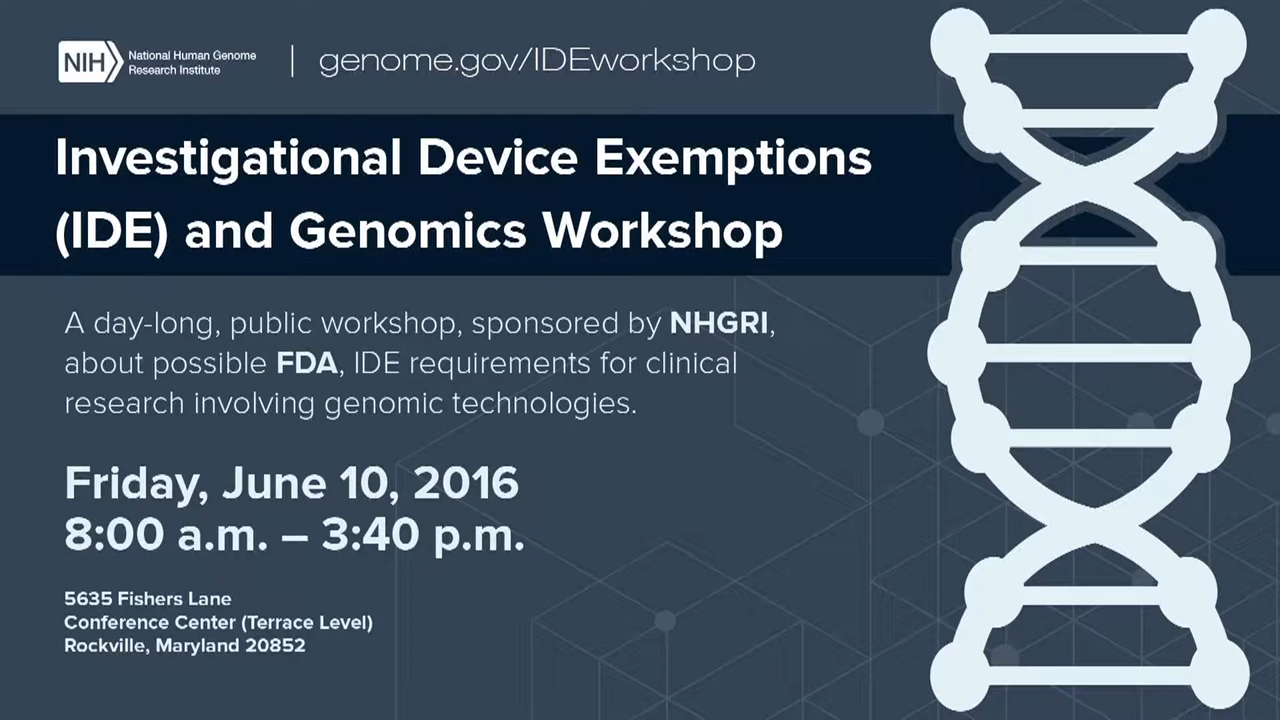 NIH National Human Genome
Research Institute
genome.gov/IDEworkshop
Investigational Device Exemptions
(IDE) and Genomics Workshop
A day-long, public workshop, sponsored by NHGRI,
about possible FDA, IDE requirements for clinical
research involving genomic technologies.
Friday, June 10, 2016
8:00 a.m. – 3:40 p.m.
5635 Fishers Lane
Conference Center (Terrace Level)
Rockville, Maryland 20852